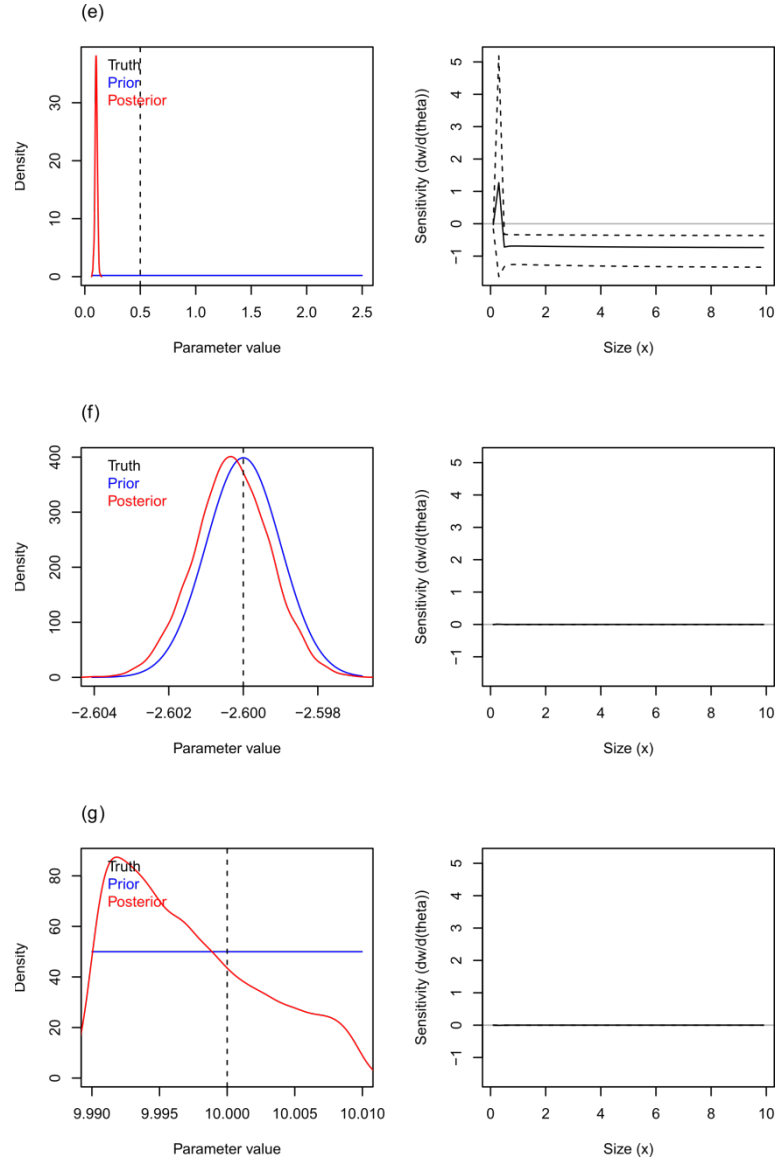 (e)
Truth
Prior
Posterior
Density
0
10
20
30
0.0 0.5 1.0 1.5 2.0 2.5
Parameter value
Sensitivity (dw/d(theta))
−1
0
1
2
3
4
5
0 2 4 6 8 10
Size (x)
(f)
Truth
Prior
Posterior
Density
0
100
200
300
400
−2.604 −2.602 −2.600 −2.598
Parameter value
Sensitivity (dw/d(theta))
−1
0
1
2
3
4
5
0 2 4 6 8 10
Size (x)
(g)
Truth
Prior
Posterior
Density
0
20
40
60
80
9.990 9.995 10.000 10.005 10.010
Parameter value
Sensitivity (dw/d(theta))
−1
0
1
2
3
4
5
0 2 4 6 8 10
Size (x)